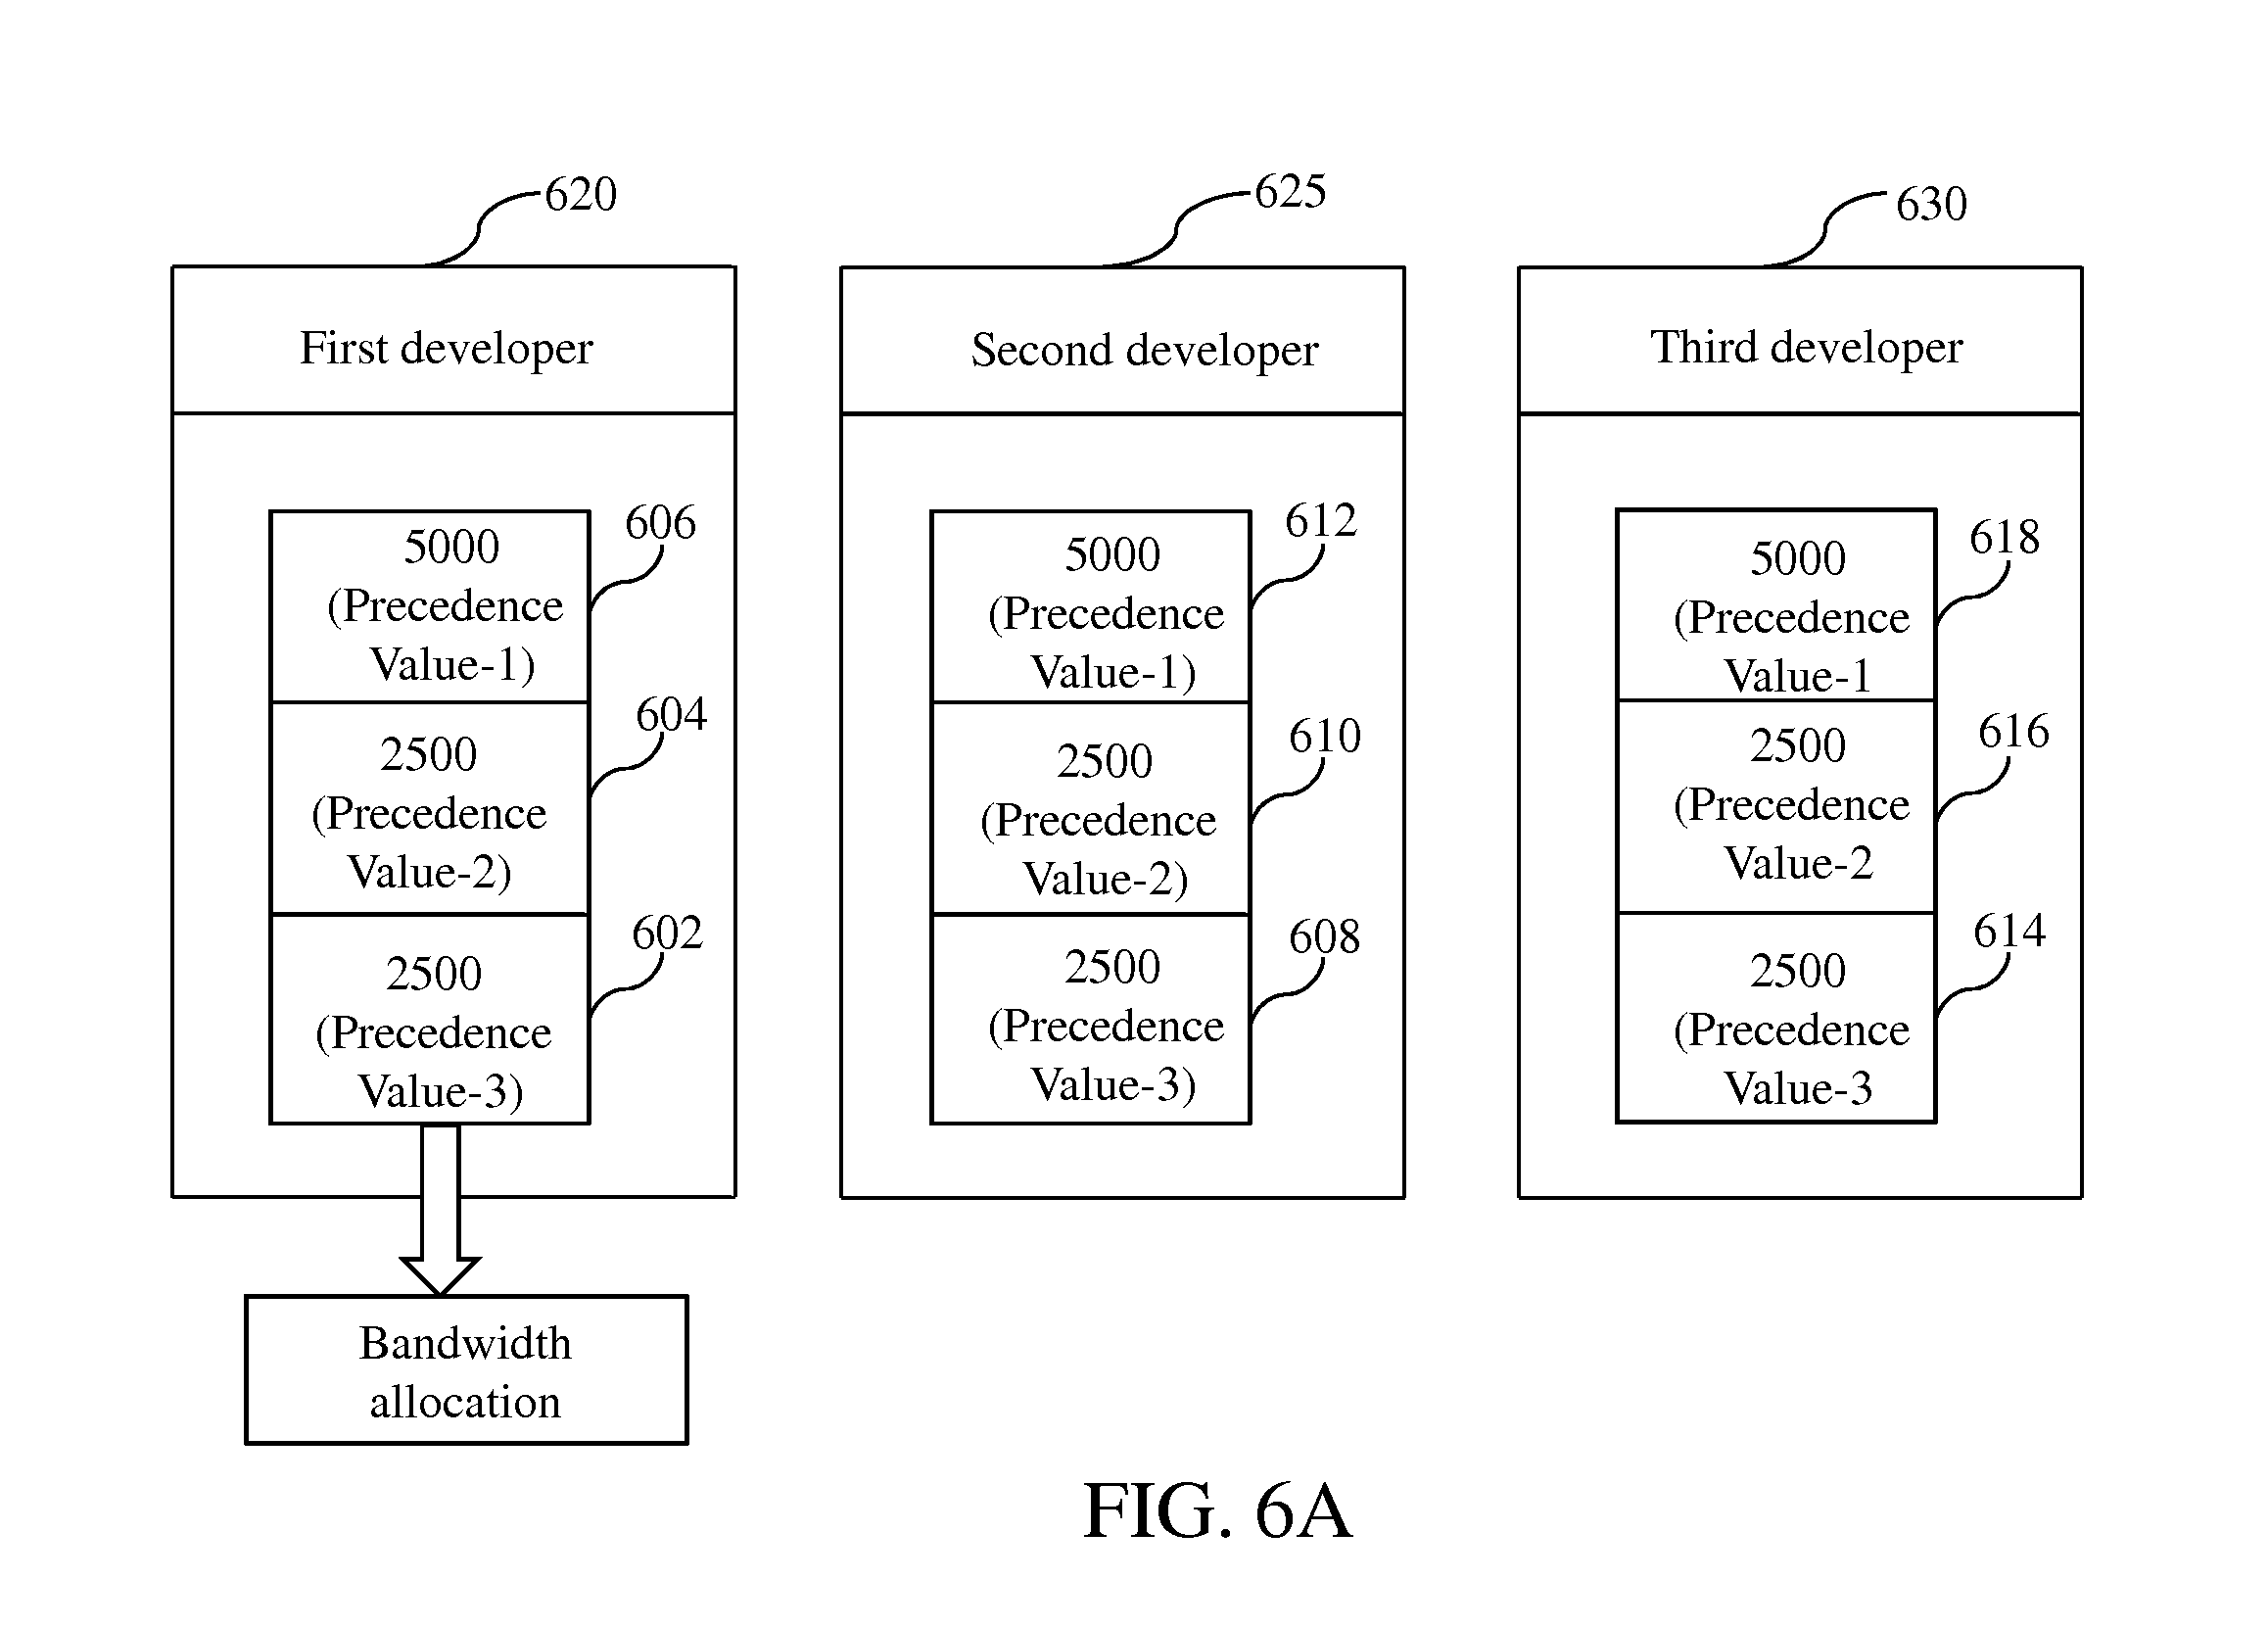 620
First developer
5000
(Precedence
Value-1)
606
2500
(Precedence
Value-2)
604
2500
(Precedence
Value-3)
602
Bandwidth
allocation
625
Second developer
5000
(Precedence
Value-1)
612
2500
(Precedence
Value-2)
610
2500
(Precedence
Value-3)
608
630
Third developer
5000
(Precedence
Value-1
618
2500
(Precedence
Value-2
616
2500
(Precedence
Value-3
614
FIG. 6A